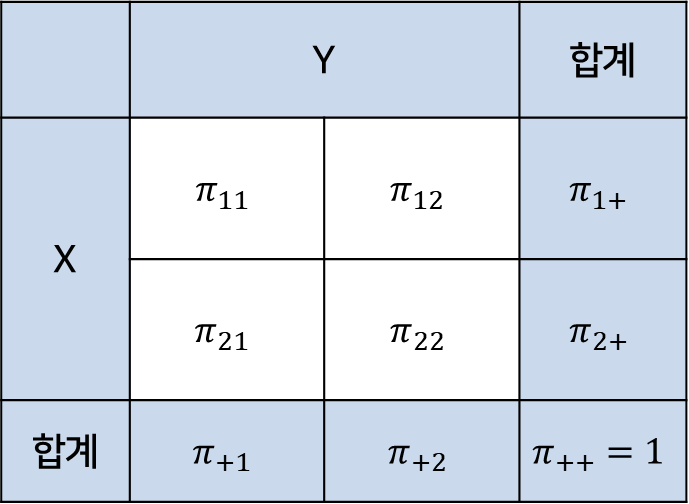 Y 합계
π₁₁ π₁₂ π₁₊
X
π₂₁ π₂₂ π₂₊
합계 π₊₁ π₊₂ π₊₊ = 1